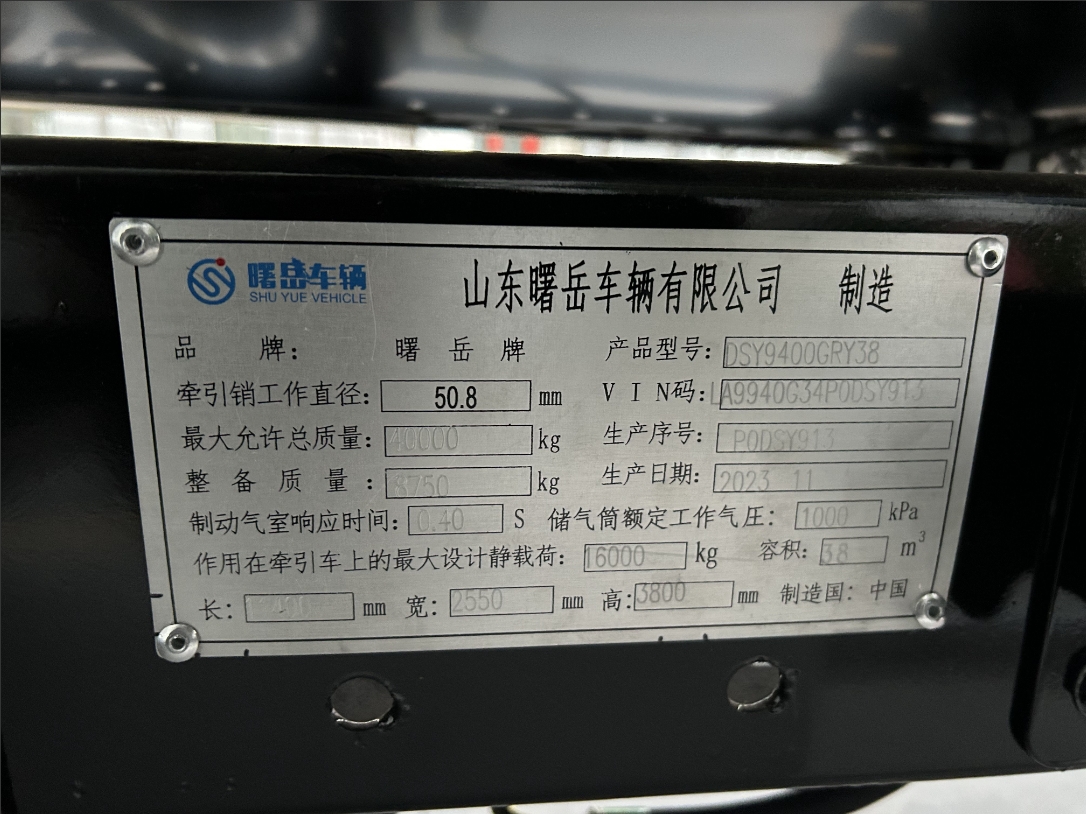 曙岳车辆
SHU YUE VEHICLE
山东曙岳车辆有限公司 制造
品 牌: 曙 岳 牌 产品型号: DSY9400GRY38
牵引销工作直径: 50.8 mm V I N码: LA9940G34P0DSY913
最大允许总质量: 40000 kg 生产序号: P0DSY913
整 备 质 量: 8750 kg 生产日期: 2023 11
制动气室响应时间: 0.40 S 储气筒额定工作气压: 1000 kPa
作用在牵引车上的最大设计静载荷: 16000 kg 容积: 38 m³
长: mm 宽: 2550 mm 高: 3800 mm 制造国: 中国